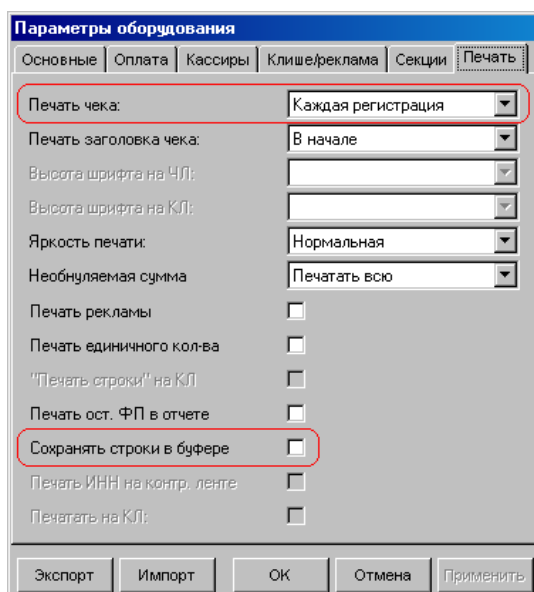 Параметры оборудования
Основные Оплата Кассиры Клише/реклама Секции Печать
Печать чека: Каждая регистрация
Печать заголовка чека: В начале
Высота шрифта на ЧЛ:
Высота шрифта на КЛ:
Яркость печати: Нормальная
Необнуляемая сумма Печатать всю
Печать рекламы
Печать единичного кол-ва
"Печать строки" на КЛ
Печать ост. ФП в отчете
Сохранять строки в буфере
Печать ИНН на контр. ленте
Печатать на КЛ:
Экспорт Импорт OK Отмена Применить